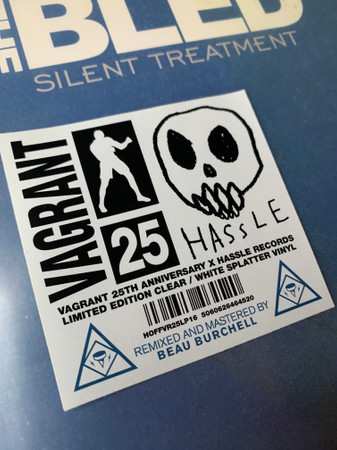 THE
BLED
SILENT TREATMENT
VAGRANT
25
HASSLE
VAGRANT 25TH ANNIVERSARY X HASSLE RECORDS
LIMITED EDITION CLEAR / WHITE SPLATTER VINYL
HOFFVR25LP16 5060626464520
REMIXED AND MASTERED BY
BEAU BURCHELL